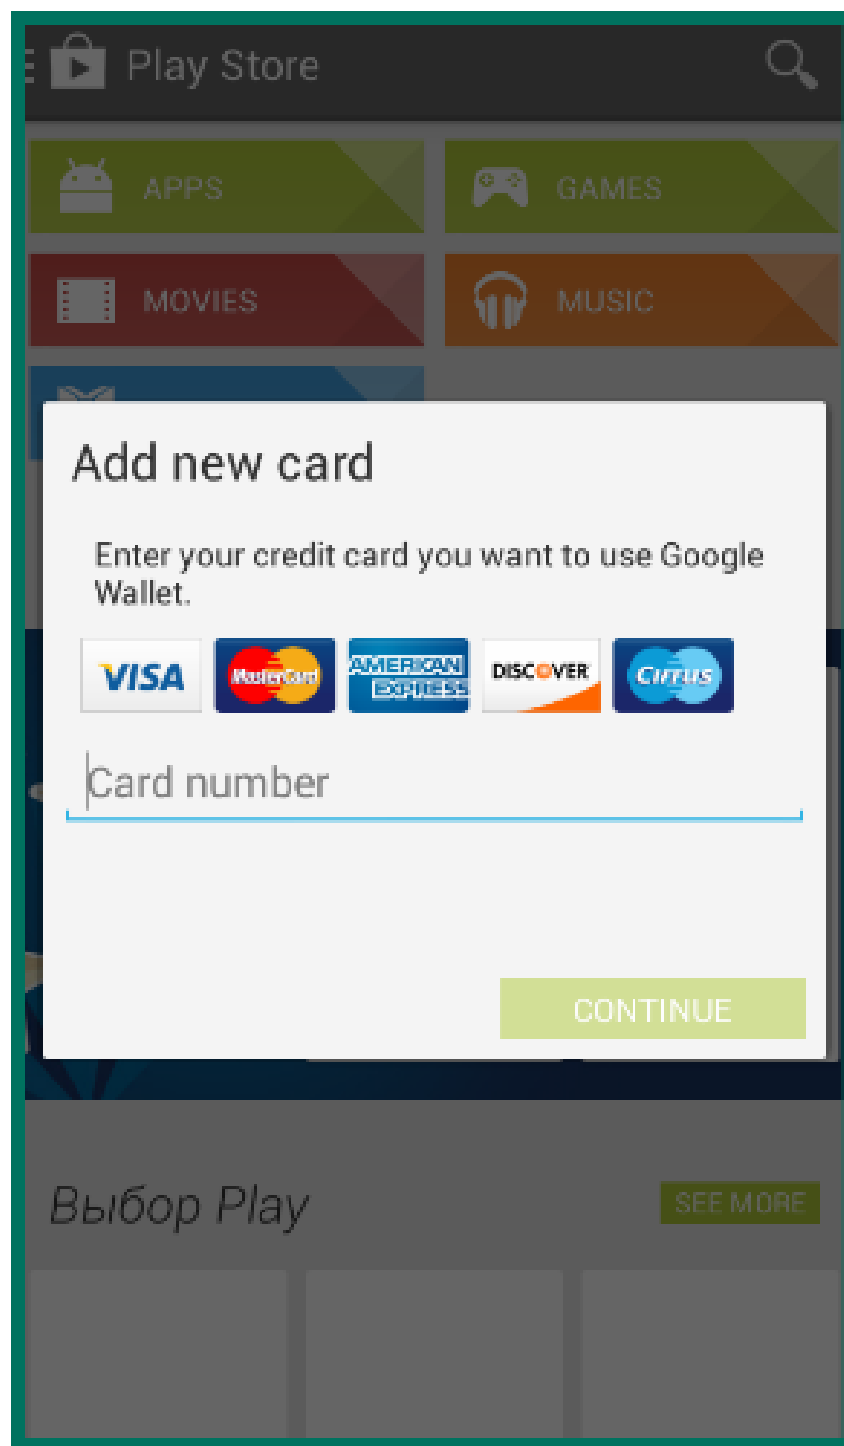 Play Store
APPS
GAMES
MOVIES
MUSIC
Add new card
Enter your credit card you want to use Google
Wallet.
VISA
MasterCard
AMERICAN
EXPRESS
DISCOVER
Cirrus
Card number
CONTINUE
Выбор Play
SEE MORE